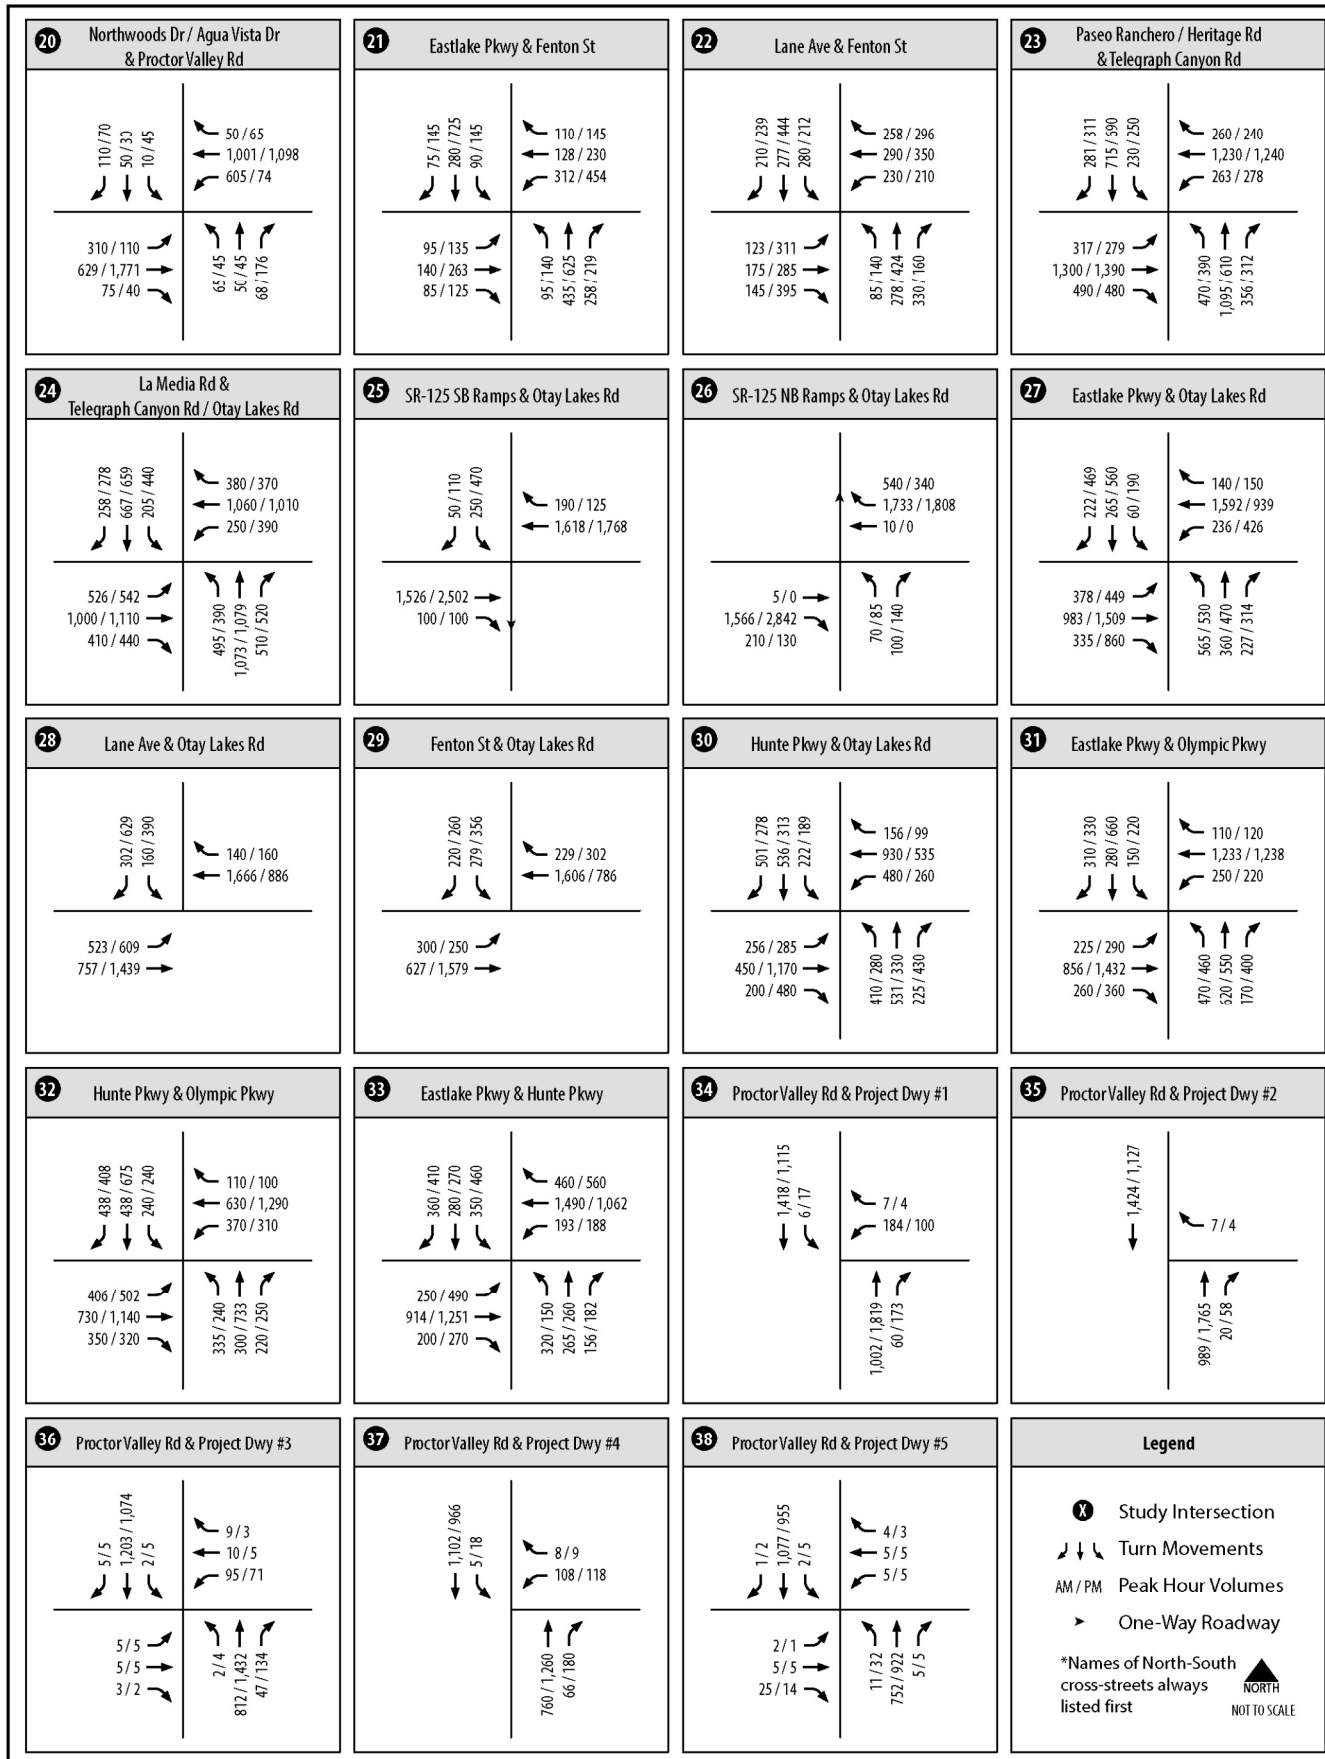 20
Northwoods Dr / Agua Vista Dr
& Proctor Valley Rd
110 / 70
50 / 30
10 / 45
50 / 65
1,001 / 1,098
605 / 74
310 / 110
629 / 1,771
75 / 40
65 / 45
50 / 45
68 / 176
21
Eastlake Pkwy & Fenton St
75 / 145
280 / 725
90 / 145
110 / 145
128 / 230
312 / 454
95 / 135
140 / 263
85 / 125
95 / 140
435 / 625
258 / 219
22
Lane Ave & Fenton St
210 / 239
277 / 444
280 / 212
258 / 296
290 / 350
230 / 210
123 / 311
175 / 285
145 / 395
85 / 140
278 / 424
330 / 160
23
Paseo Ranchero / Heritage Rd
& Telegraph Canyon Rd
281 / 311
715 / 590
230 / 250
260 / 240
1,230 / 1,240
263 / 278
317 / 279
1,300 / 1,390
490 / 480
470 / 390
1,095 / 610
356 / 312
24
La Media Rd &
Telegraph Canyon Rd / Otay Lakes Rd
258 / 278
667 / 659
205 / 440
380 / 370
1,060 / 1,010
250 / 390
526 / 542
1,000 / 1,110
410 / 440
495 / 390
1,073 / 1,079
510 / 520
25
SR-125 SB Ramps & Otay Lakes Rd
50 / 110
250 / 470
190 / 125
1,618 / 1,768
1,526 / 2,502
100 / 100
26
SR-125 NB Ramps & Otay Lakes Rd
540 / 340
1,733 / 1,808
10 / 0
5 / 0
1,566 / 2,842
210 / 130
70 / 85
100 / 140
27
Eastlake Pkwy & Otay Lakes Rd
222 / 469
265 / 560
60 / 190
140 / 150
1,592 / 939
236 / 426
378 / 449
983 / 1,509
335 / 860
565 / 530
360 / 470
227 / 314
28
Lane Ave & Otay Lakes Rd
302 / 629
160 / 390
140 / 160
1,666 / 886
523 / 609
757 / 1,439
29
Fenton St & Otay Lakes Rd
220 / 260
279 / 356
229 / 302
1,606 / 786
300 / 250
627 / 1,579
30
Hunte Pkwy & Otay Lakes Rd
501 / 278
536 / 313
222 / 189
156 / 99
930 / 535
480 / 260
256 / 285
450 / 1,170
200 / 480
410 / 280
531 / 330
225 / 430
31
Eastlake Pkwy & Olympic Pkwy
310 / 330
280 / 660
150 / 220
110 / 120
1,233 / 1,238
250 / 220
225 / 290
856 / 1,432
260 / 360
470 / 460
620 / 550
170 / 400
32
Hunte Pkwy & Olympic Pkwy
438 / 408
438 / 675
240 / 240
110 / 100
630 / 1,290
370 / 310
406 / 502
730 / 1,140
350 / 320
335 / 240
300 / 733
220 / 250
33
Eastlake Pkwy & Hunte Pkwy
360 / 410
280 / 270
350 / 460
460 / 560
1,490 / 1,062
193 / 188
250 / 490
914 / 1,251
200 / 270
320 / 150
265 / 260
156 / 182
34
Proctor Valley Rd & Project Dwy #1
1,418 / 1,115
6 / 17
7 / 4
184 / 100
1,002 / 1,819
60 / 173
35
Proctor Valley Rd & Project Dwy #2
1,424 / 1,127
7 / 4
989 / 1,765
20 / 58
36
Proctor Valley Rd & Project Dwy #3
5 / 5
1,203 / 1,074
2 / 5
9 / 3
10 / 5
95 / 71
5 / 5
5 / 5
3 / 2
2 / 4
812 / 1,432
47 / 134
37
Proctor Valley Rd & Project Dwy #4
1,102 / 966
5 / 18
8 / 9
108 / 118
760 / 1,260
66 / 180
38
Proctor Valley Rd & Project Dwy #5
1 / 2
1,077 / 955
2 / 5
4 / 3
5 / 5
5 / 5
2 / 1
5 / 5
25 / 14
11 / 32
752 / 922
5 / 5
Legend
X Study Intersection
Turn Movements
AM / PM Peak Hour Volumes
One-Way Roadway
*Names of North-South
cross-streets always
listed first
NORTH
NOT TO SCALE